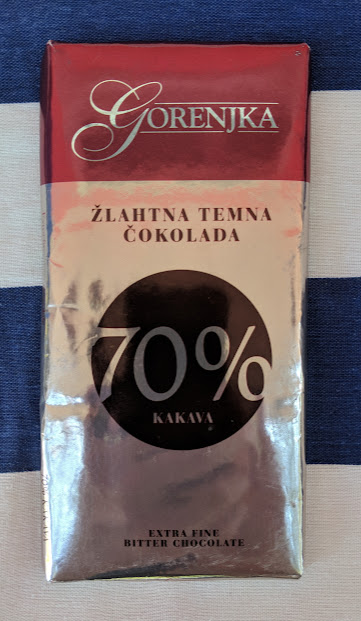 GORENJKA
ŽLAHTNA TEMNA
ČOKOLADA
70%
KAKAVA
EXTRA FINE
BITTER CHOCOLATE